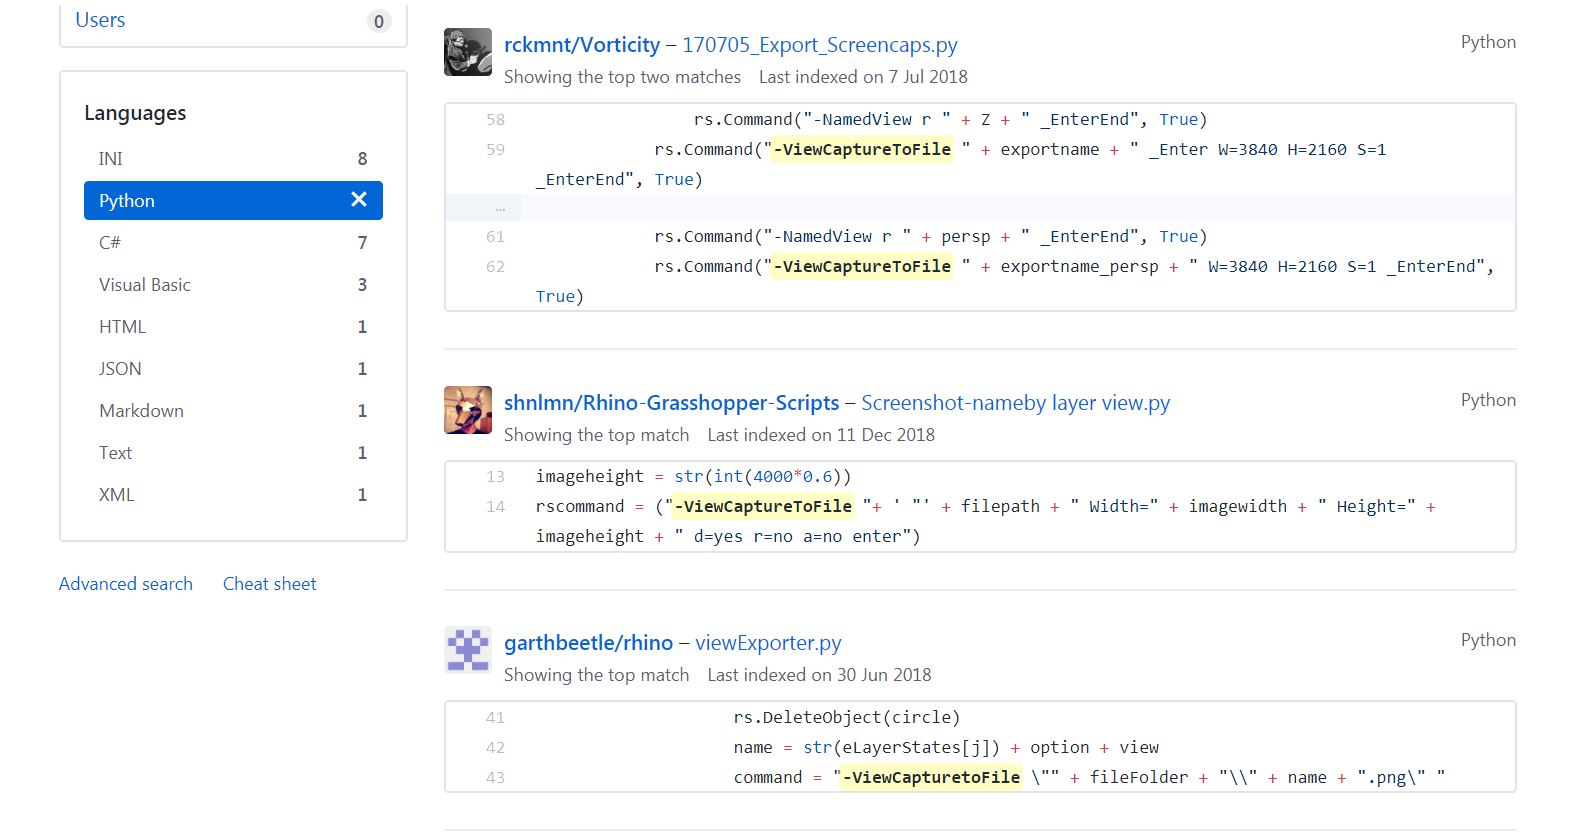 Users 0
Languages
INI 8
Python ✕
C# 7
Visual Basic 3
HTML 1
JSON 1
Markdown 1
Text 1
XML 1
Advanced search Cheat sheet
rckmnt/Vorticity – 170705_Export_Screencaps.py Python
Showing the top two matches Last indexed on 7 Jul 2018
58 rs.Command("-NamedView r " + Z + " _EnterEnd", True)
59 rs.Command("-ViewCaptureToFile " + exportname + " _Enter W=3840 H=2160 S=1
_EnterEnd", True)
…
61 rs.Command("-NamedView r " + persp + " _EnterEnd", True)
62 rs.Command("-ViewCaptureToFile " + exportname_persp + " W=3840 H=2160 S=1 _EnterEnd",
True)
shnlmn/Rhino-Grasshopper-Scripts – Screenshot-nameby layer view.py Python
Showing the top match Last indexed on 11 Dec 2018
13 imageheight = str(int(4000*0.6))
14 rscommand = ("-ViewCaptureToFile "+ ' "' + filepath + " Width=" + imagewidth + " Height=" +
imageheight + " d=yes r=no a=no enter")
garthbeetle/rhino – viewExporter.py Python
Showing the top match Last indexed on 30 Jun 2018
41 rs.DeleteObject(circle)
42 name = str(eLayerStates[j]) + option + view
43 command = "-ViewCapturetoFile \"" + fileFolder + "\\" + name + ".png\" "